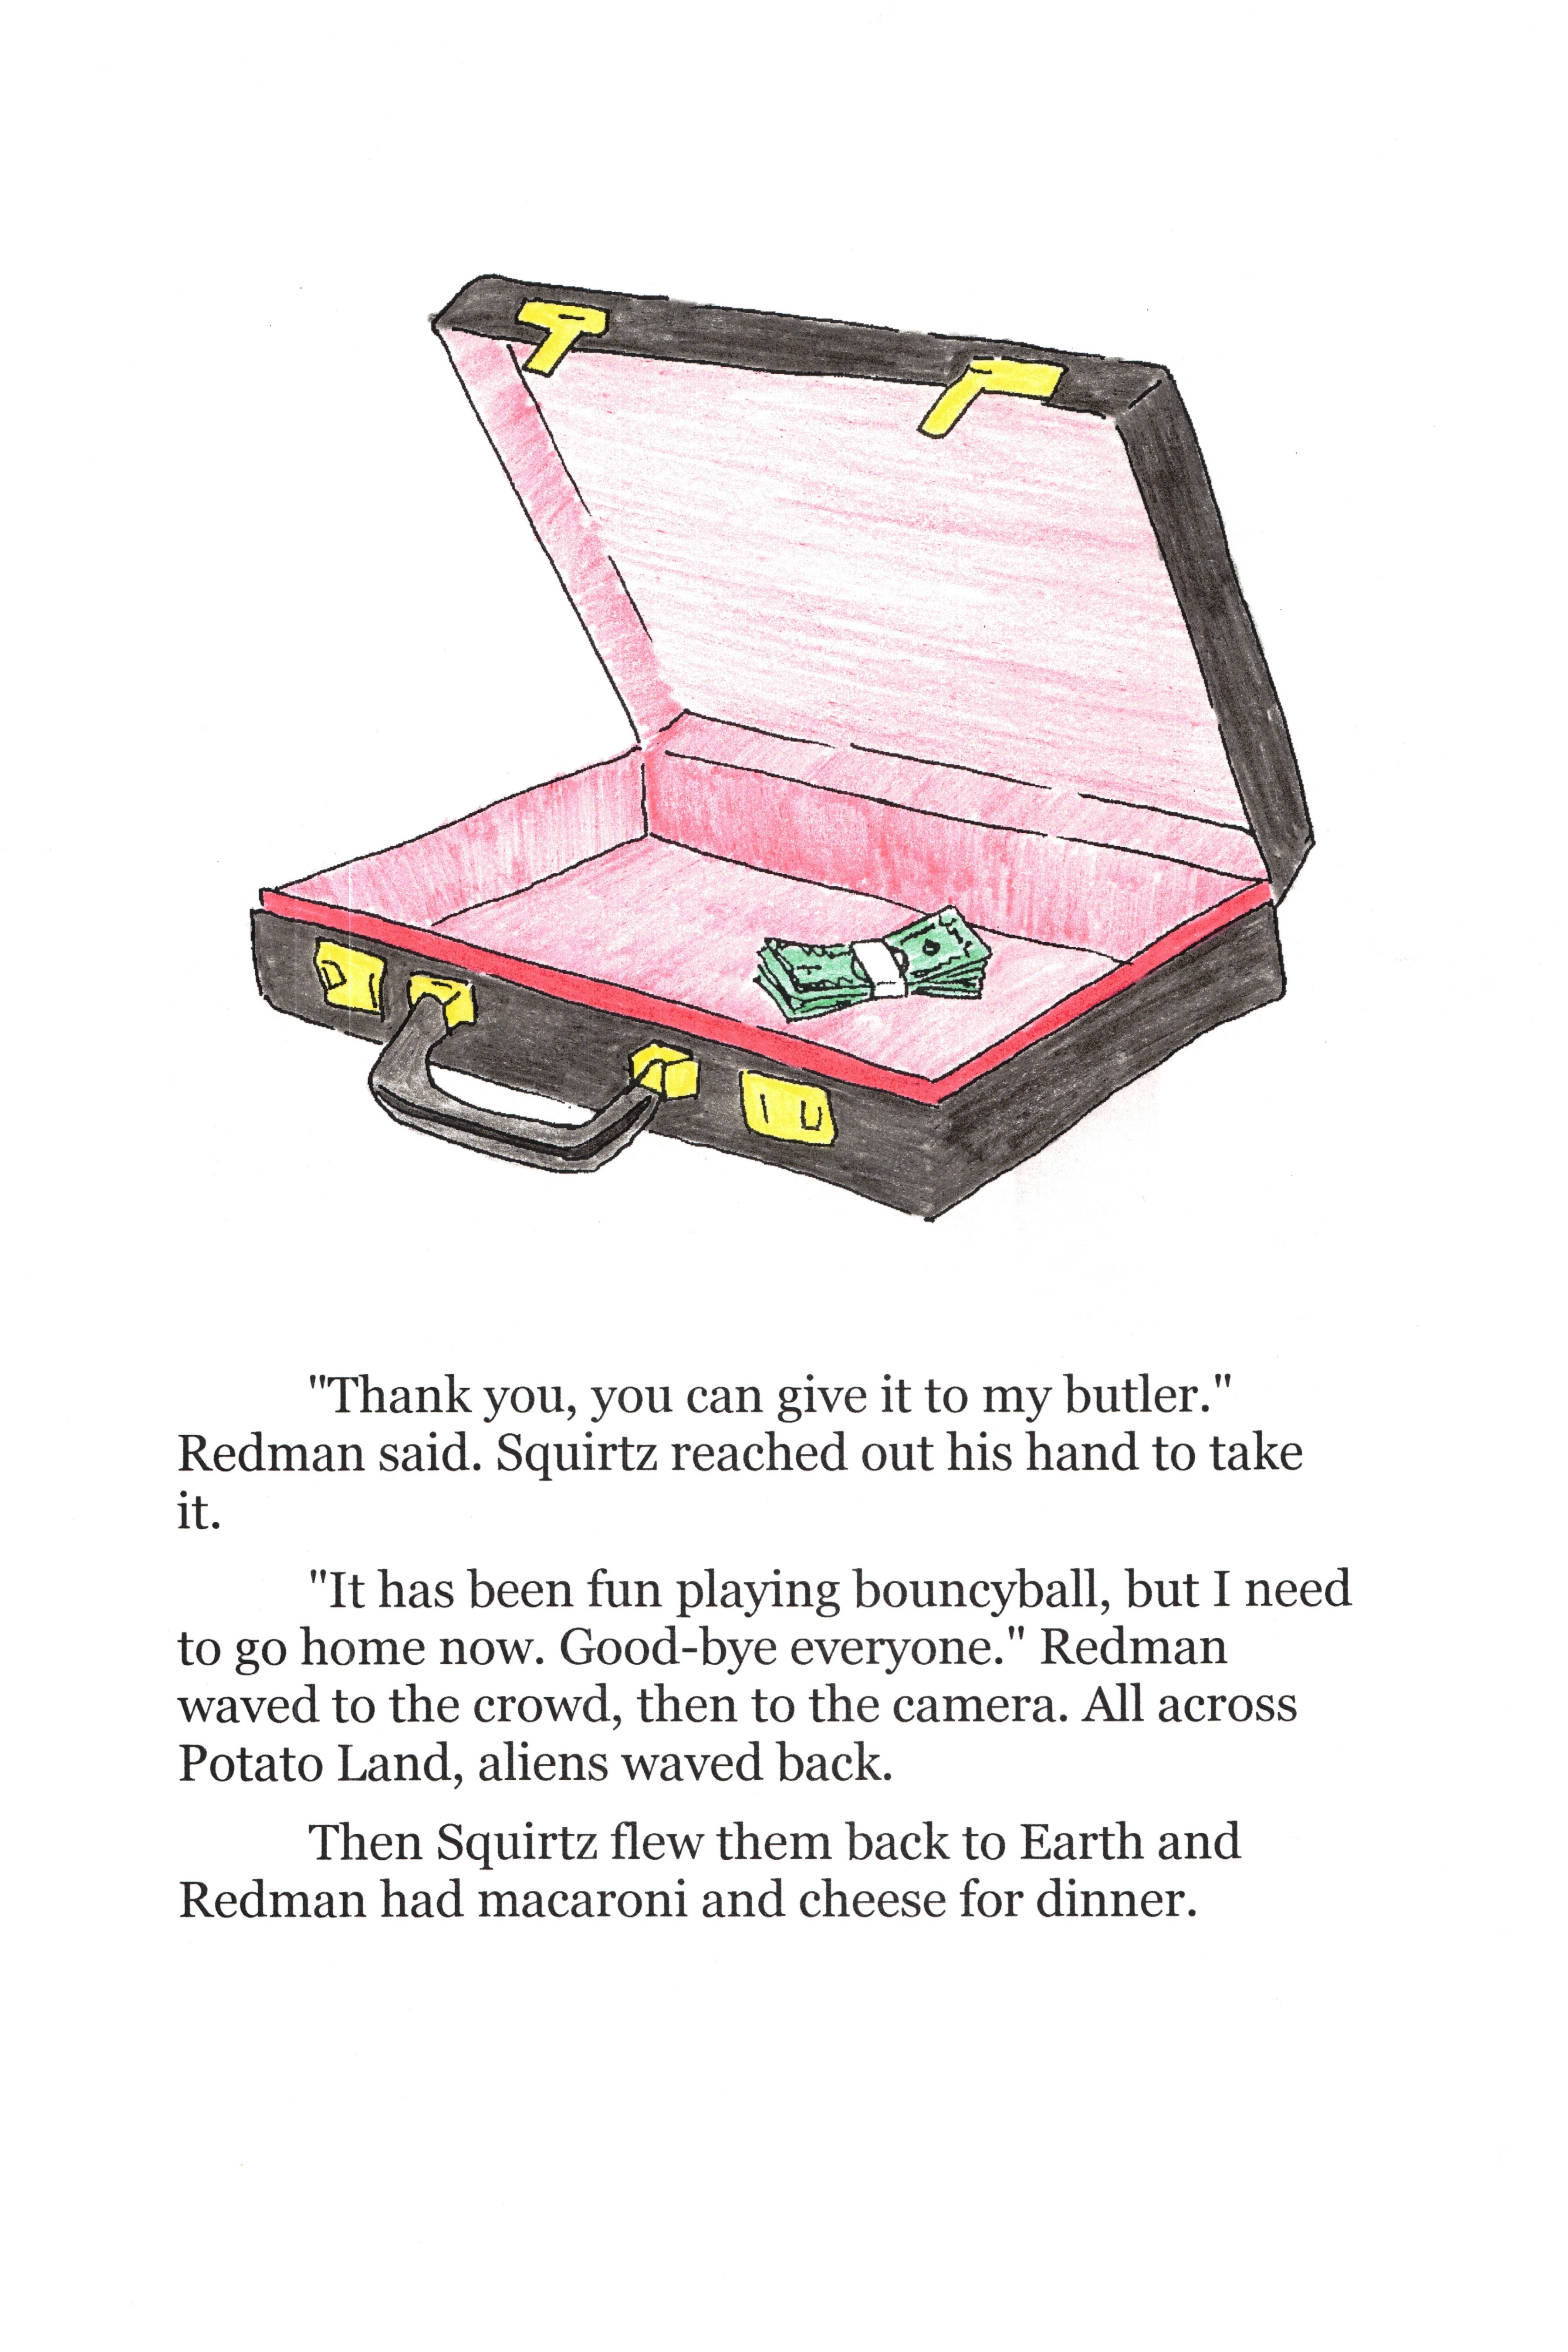 "Thank you, you can give it to my butler."
Redman said. Squirtz reached out his hand to take
it.
"It has been fun playing bouncyball, but I need
to go home now. Good-bye everyone." Redman
waved to the crowd, then to the camera. All across
Potato Land, aliens waved back.
Then Squirtz flew them back to Earth and
Redman had macaroni and cheese for dinner.